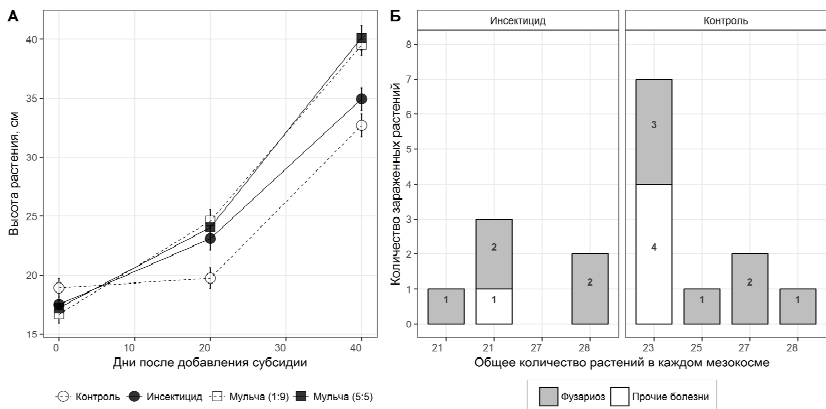 А
Высота растения, см
40
35
30
25
20
15
0
10
20
30
40
Дни после добавления субсидии
Контроль Инсектицид Мульча (1:9) Мульча (5:5)
Б
Количество зараженных растений
Инсектицид Контроль
8
7
6
5
4
3
2
1
0
1
2
1
2
3
4
1
2
1
21 21 27 28 23 25 27 28
Общее количество растений в каждом мезокосме
Фузариоз Прочие болезни